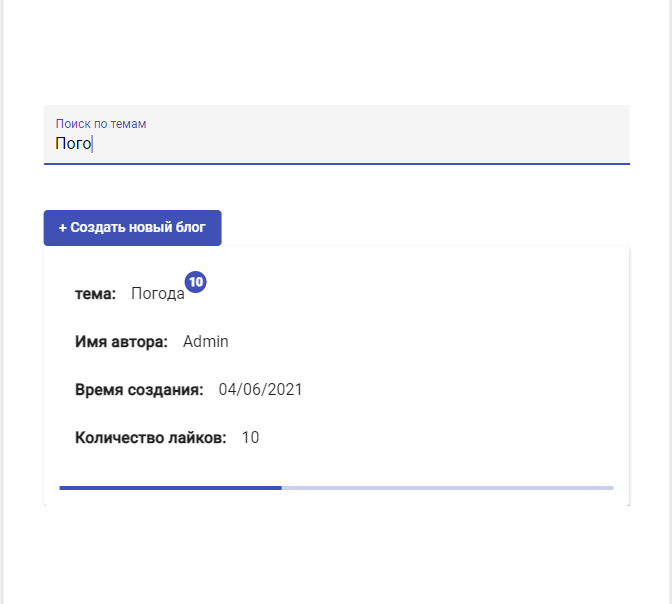 Поиск по темам
Пого
+ Создать новый блог
тема: Погода 10
Имя автора: Admin
Время создания: 04/06/2021
Количество лайков: 10